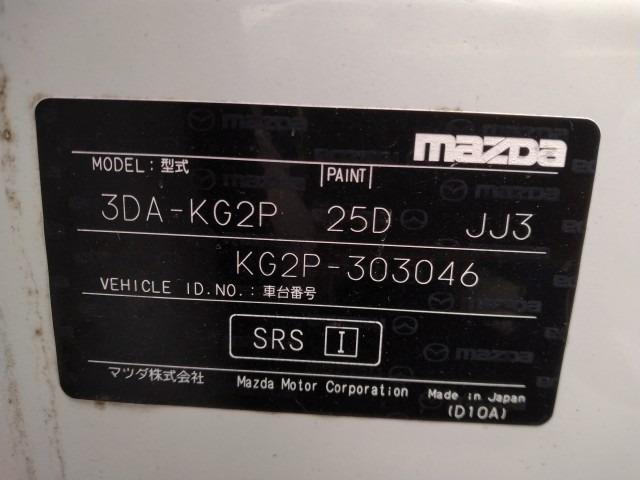 mazda
MODEL: 型式 PAINT
3DA-KG2P 25D JJ3
KG2P-303046
VEHICLE ID.NO.: 車台番号
SRS I
マツダ株式会社 Mazda Motor Corporation Made in Japan
(D10A)